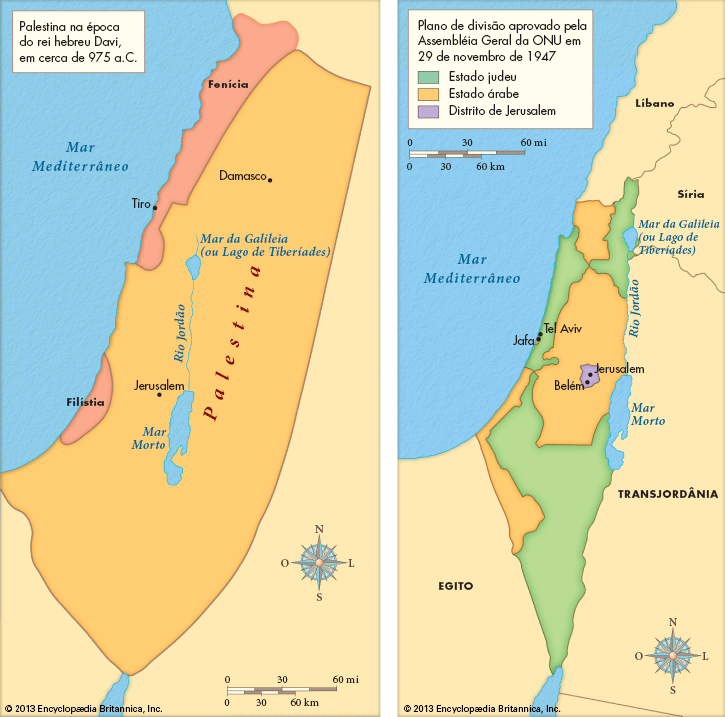 Palestina na época
do rei hebreu Davi,
em cerca de 975 a.C.
Fenícia
Mar
Mediterrâneo
Damasco
Tiro
Mar da Galileia
(ou Lago de Tiberíades)
Palestina
Rio Jordão
Jerusalem
Filístia
Mar
Morto
N
O
L
S
0 30 60 mi
0 30 60 km
© 2013 Encyclopædia Britannica, Inc.
Plano de divisão aprovado pela
Assembléia Geral da ONU em
29 de novembro de 1947
Estado judeu
Estado árabe
Distrito de Jerusalem
0 30 60 mi
0 30 60 km
Líbano
Síria
Mar da Galileia
(ou Lago de
Tiberíades)
Mar
Mediterrâneo
Rio Jordão
Tel Aviv
Jafa
Jerusalem
Belém
Mar
Morto
TRANSJORDÂNIA
EGITO
N
O
L
S
© 2013 Encyclopædia Britannica, Inc.